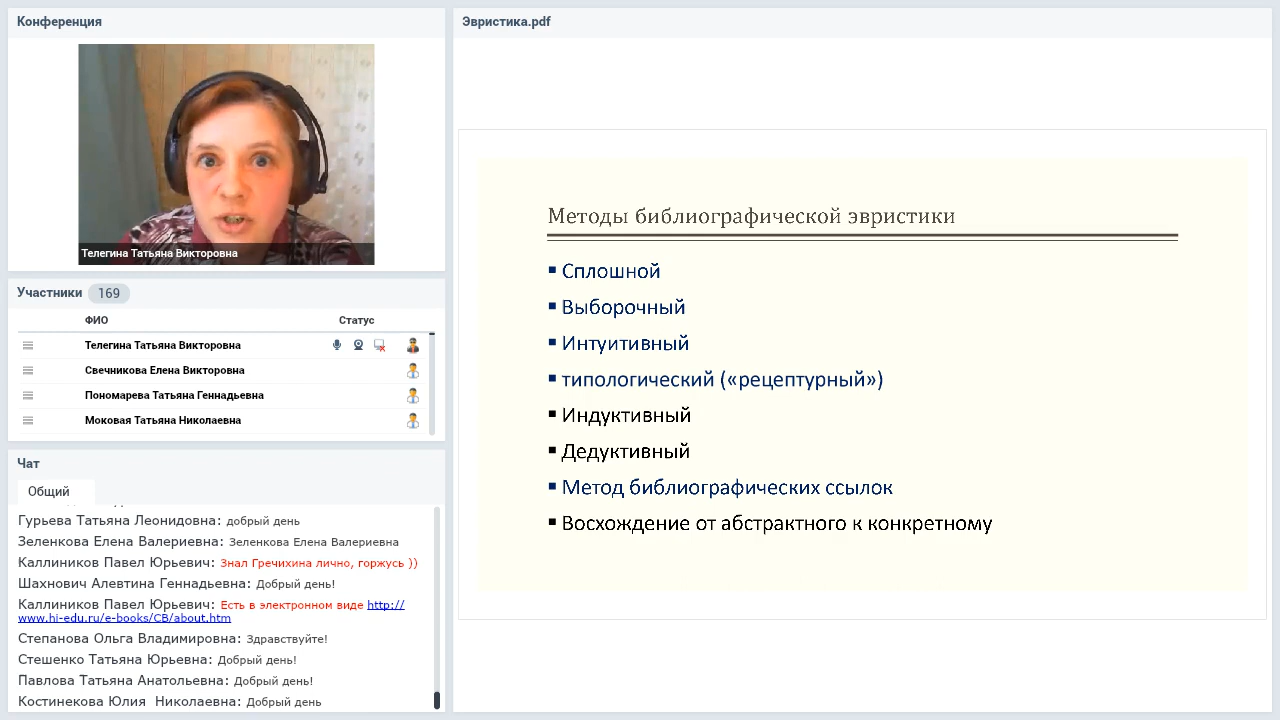 Конференция
Телегина Татьяна Викторовна
Участники 169
ФИО Статус
Телегина Татьяна Викторовна
Свечникова Елена Викторовна
Пономарева Татьяна Геннадьевна
Моковая Татьяна Николаевна
Чат
Общий
Гурьева Татьяна Леонидовна: добрый день
Зеленкова Елена Валериевна: Зеленкова Елена Валериевна
Каллиников Павел Юрьевич: Знал Гречихина лично, горжусь ))
Шахнович Алевтина Геннадьевна: Добрый день!
Каллиников Павел Юрьевич: Есть в электронном виде http://
www.hi-edu.ru/e-books/CB/about.htm
Степанова Ольга Владимировна: Здравствуйте!
Стешенко Татьяна Юрьевна: Добрый день!
Павлова Татьяна Анатольевна: Добрый день!
Костинекова Юлия Николаевна: Добрый день
Эвристика.pdf
Методы библиографической эвристики
▪ Сплошной
▪ Выборочный
▪ Интуитивный
▪ типологический («рецептурный»)
▪ Индуктивный
▪ Дедуктивный
▪ Метод библиографических ссылок
▪ Восхождение от абстрактного к конкретному